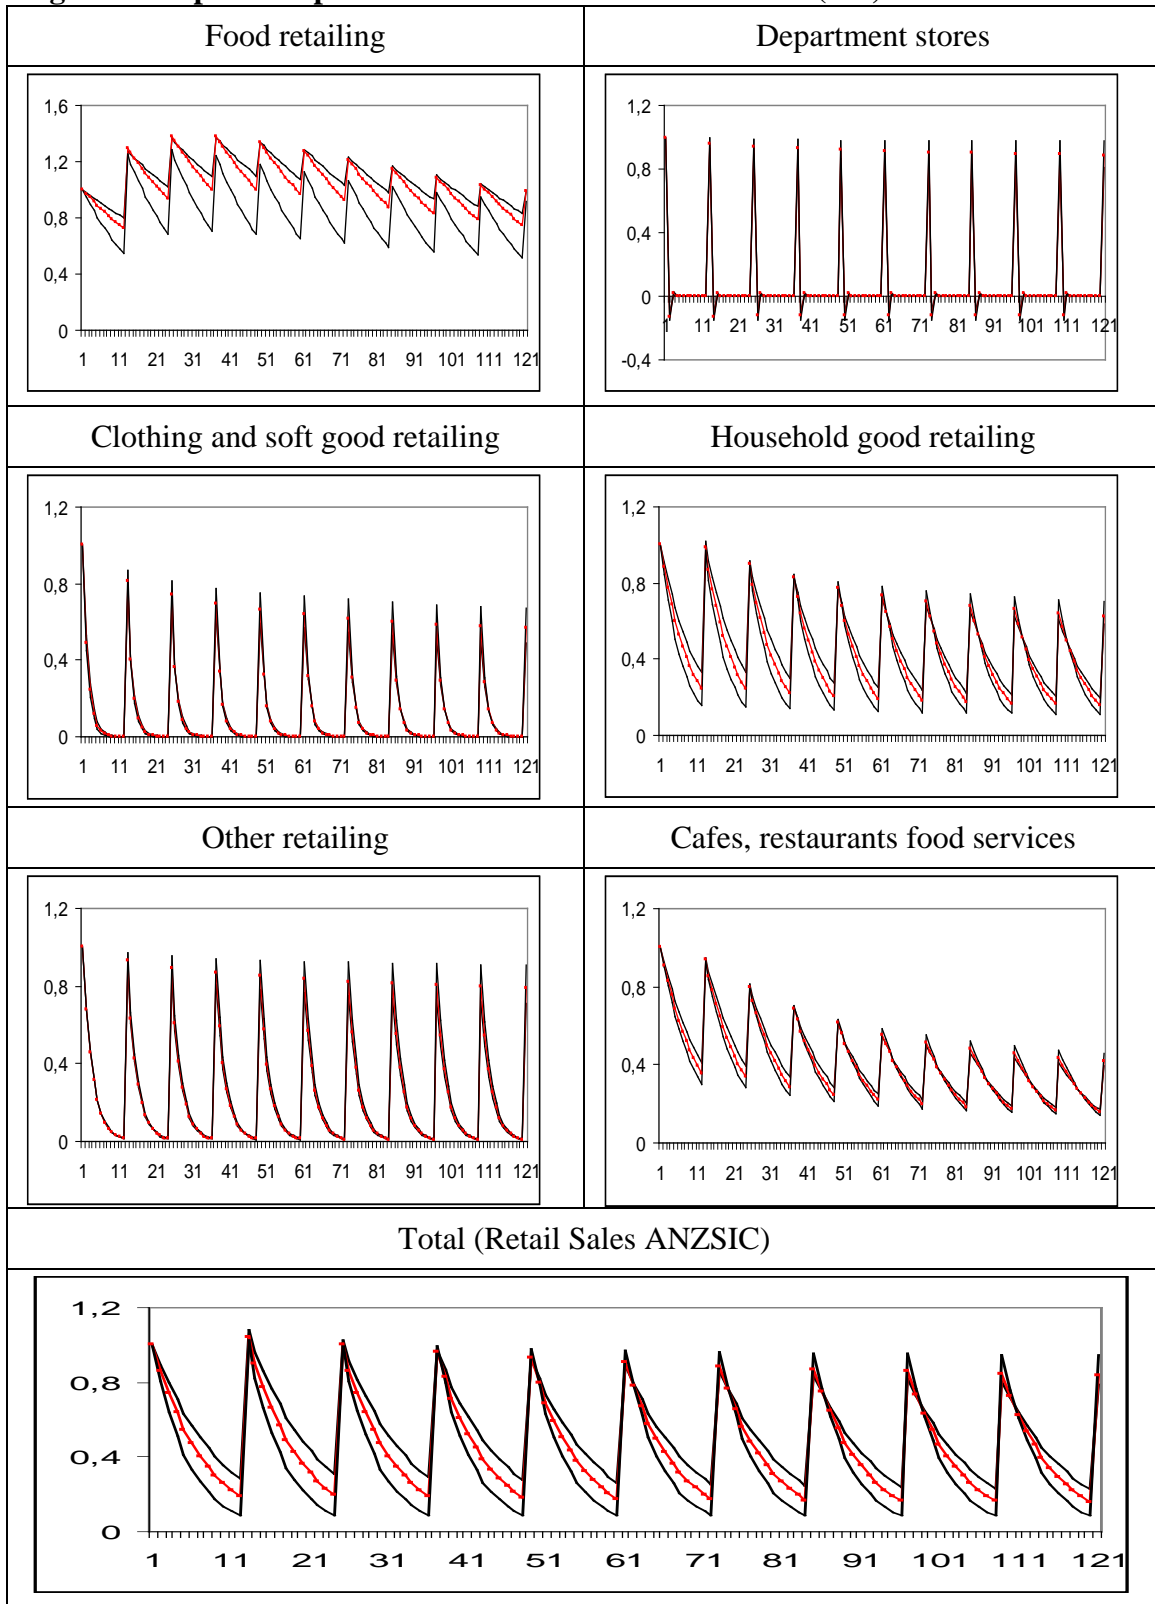 Food retailing
Department stores
1,6
1,2
0,8
0,4
0
1 11 21 31 41 51 61 71 81 91 101 111 121
1,2
0,8
0,4
0
-0,4
1 11 21 31 41 51 61 71 81 91 101 111 121
Clothing and soft good retailing
Household good retailing
1,2
0,8
0,4
0
1 11 21 31 41 51 61 71 81 91 101 111 121
1,2
0,8
0,4
0
1 11 21 31 41 51 61 71 81 91 101 111 121
Other retailing
Cafes, restaurants food services
1,2
0,8
0,4
0
1 11 21 31 41 51 61 71 81 91 101 111 121
1,2
0,8
0,4
0
1 11 21 31 41 51 61 71 81 91 101 111 121
Total (Retail Sales ANZSIC)
1,2
0,8
0,4
0
1 11 21 31 41 51 61 71 81 91 101 111 121